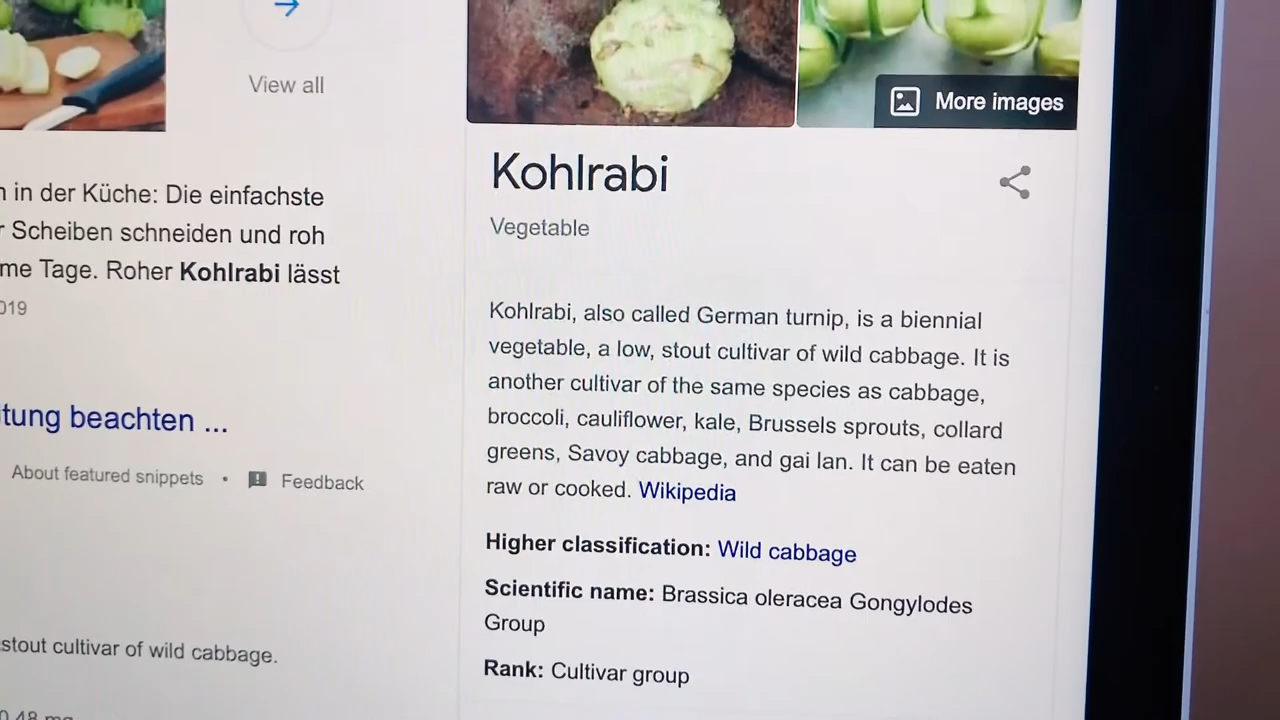 View all
More images
Kohlrabi
Vegetable
in der Küche: Die einfachste
Scheiben schneiden und roh
Tage. Roher Kohlrabi lässt
Kohlrabi, also called German turnip, is a biennial
vegetable, a low, stout cultivar of wild cabbage. It is
another cultivar of the same species as cabbage,
broccoli, cauliflower, kale, Brussels sprouts, collard
greens, Savoy cabbage, and gai lan. It can be eaten
raw or cooked. Wikipedia
beachten ...
About featured snippets • Feedback
Higher classification: Wild cabbage
Scientific name: Brassica oleracea Gongylodes
Group
Rank: Cultivar group
stout cultivar of wild cabbage.